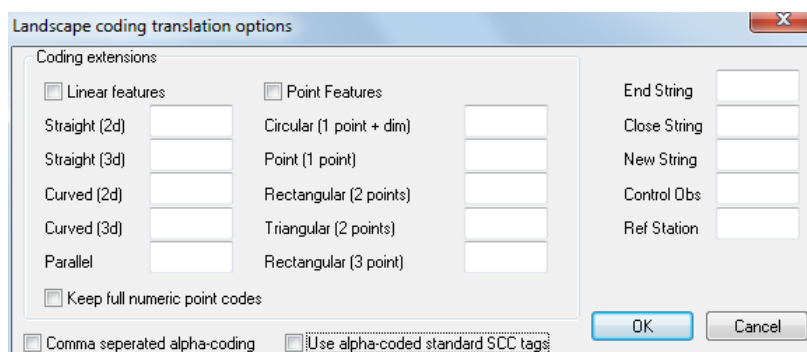 Landscape coding translation options
Coding extensions
Linear features
Point Features
End String
Straight (2d)
Circular (1 point + dim)
Close String
Straight (3d)
Point (1 point)
New String
Curved (2d)
Rectangular (2 points)
Control Obs
Curved (3d)
Triangular (2 points)
Ref Station
Parallel
Rectangular (3 point)
Keep full numeric point codes
OK
Cancel
Comma seperated alpha-coding
Use alpha-coded standard SCC tags